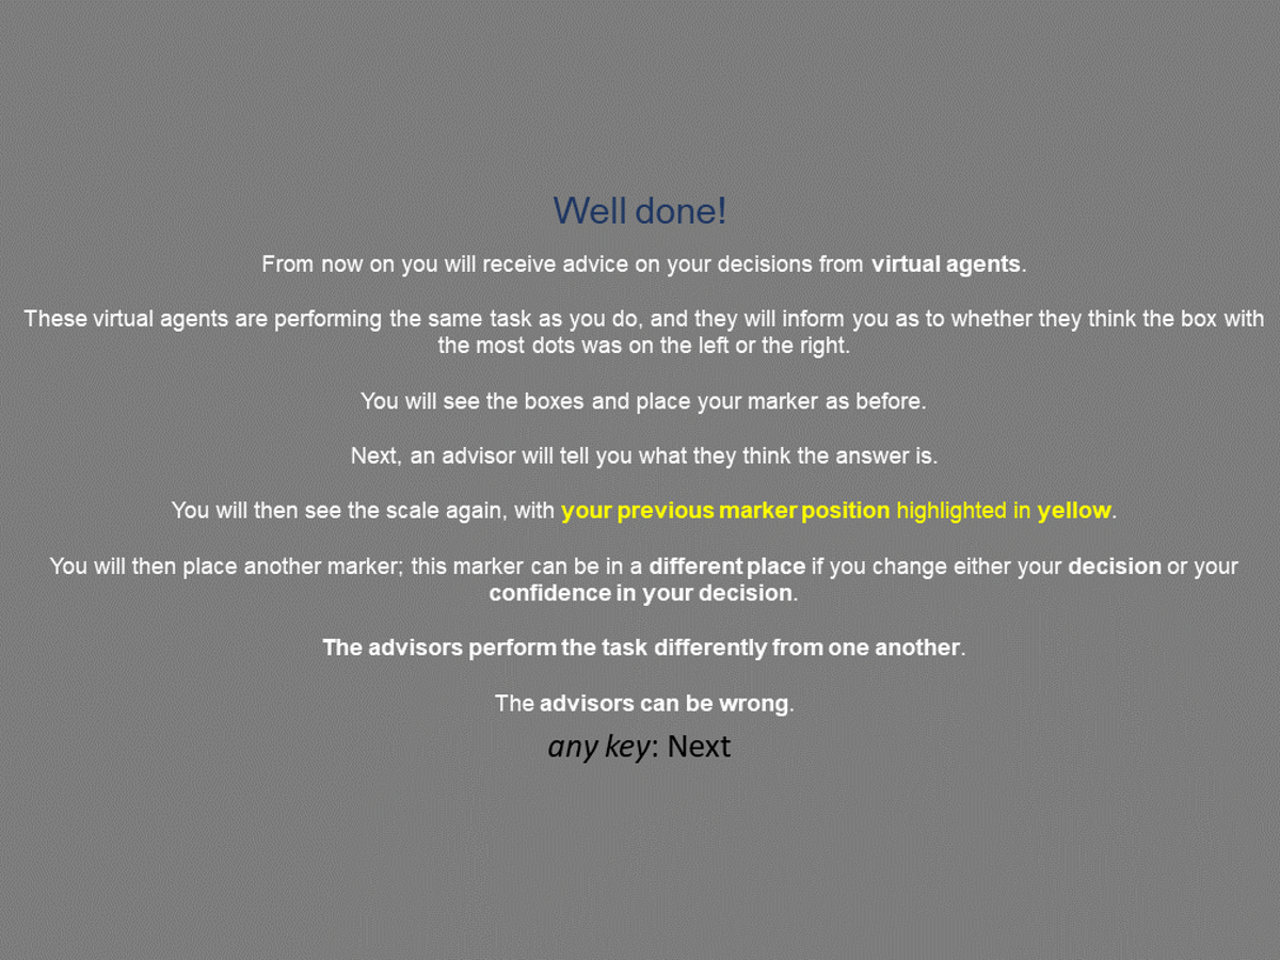 Well done!
From now on you will receive advice on your decisions from virtual agents.
These virtual agents are performing the same task as you do, and they will inform you as to whether they think the box with
the most dots was on the left or the right.
You will see the boxes and place your marker as before.
Next, an advisor will tell you what they think the answer is.
You will then see the scale again, with your previous marker position highlighted in yellow.
You will then place another marker; this marker can be in a different place if you change either your decision or your
confidence in your decision.
The advisors perform the task differently from one another.
The advisors can be wrong.
any key: Next